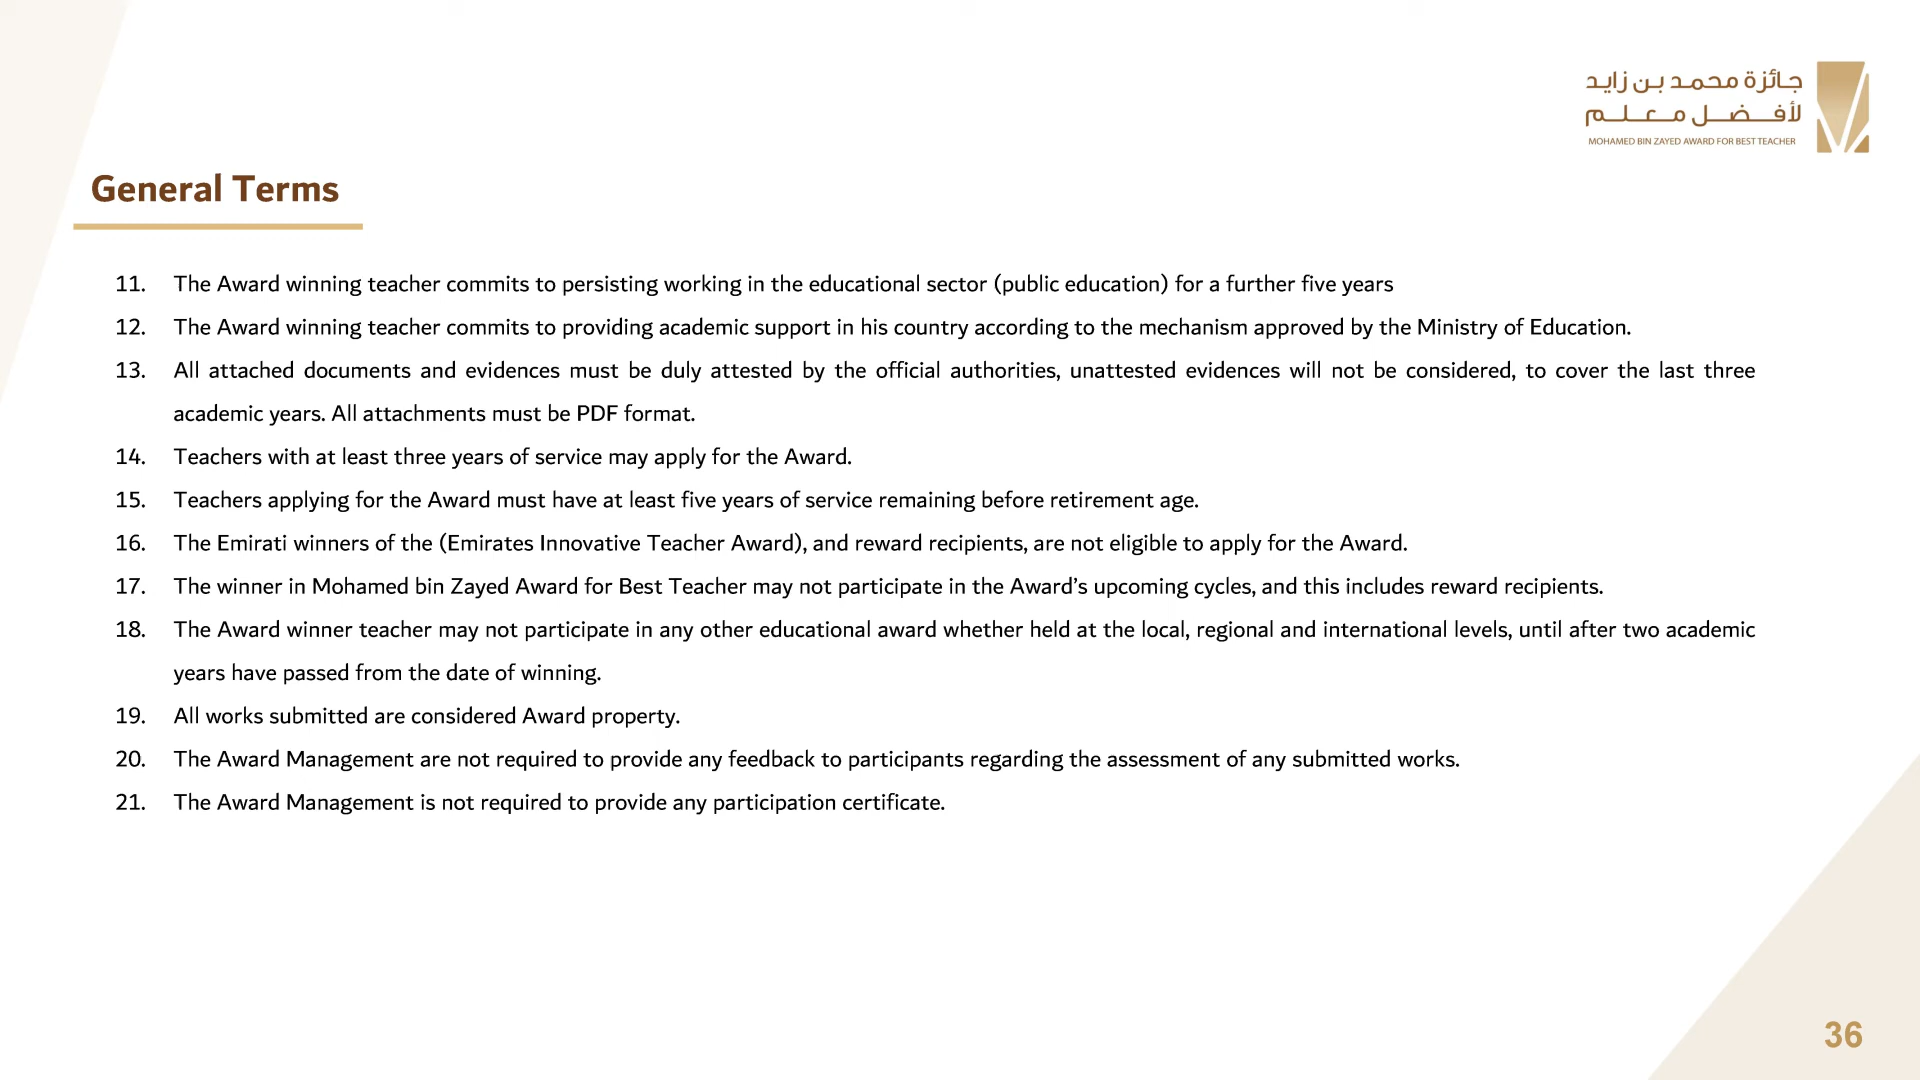 جائزة محمد بن زايد
لأفضل معلم
MOHAMED BIN ZAYED AWARD FOR BEST TEACHER
General Terms
11. The Award winning teacher commits to persisting working in the educational sector (public education) for a further five years
12. The Award winning teacher commits to providing academic support in his country according to the mechanism approved by the Ministry of Education.
13. All attached documents and evidences must be duly attested by the official authorities, unattested evidences will not be considered, to cover the last three
academic years. All attachments must be PDF format.
14. Teachers with at least three years of service may apply for the Award.
15. Teachers applying for the Award must have at least five years of service remaining before retirement age.
16. The Emirati winners of the (Emirates Innovative Teacher Award), and reward recipients, are not eligible to apply for the Award.
17. The winner in Mohamed bin Zayed Award for Best Teacher may not participate in the Award’s upcoming cycles, and this includes reward recipients.
18. The Award winner teacher may not participate in any other educational award whether held at the local, regional and international levels, until after two academic
years have passed from the date of winning.
19. All works submitted are considered Award property.
20. The Award Management are not required to provide any feedback to participants regarding the assessment of any submitted works.
21. The Award Management is not required to provide any participation certificate.
36